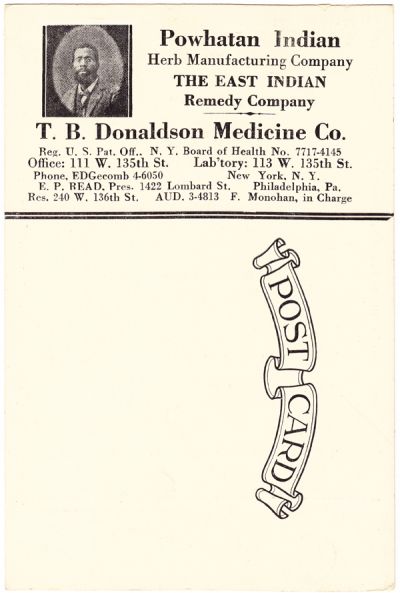 Powhatan Indian
Herb Manufacturing Company
THE EAST INDIAN
Remedy Company
T. B. Donaldson Medicine Co.
Reg. U. S. Pat. Off., N. Y. Board of Health No. 7717-4145
Office: 111 W. 135th St. Lab'tory: 113 W. 135th St.
Phone, EDGecomb 4-6050 New York, N. Y.
E. P. READ, Pres. 1422 Lombard St. Philadelphia, Pa.
Res. 240 W. 136th St. AUD. 3-4813 F. Monohan, in Charge
POST CARD